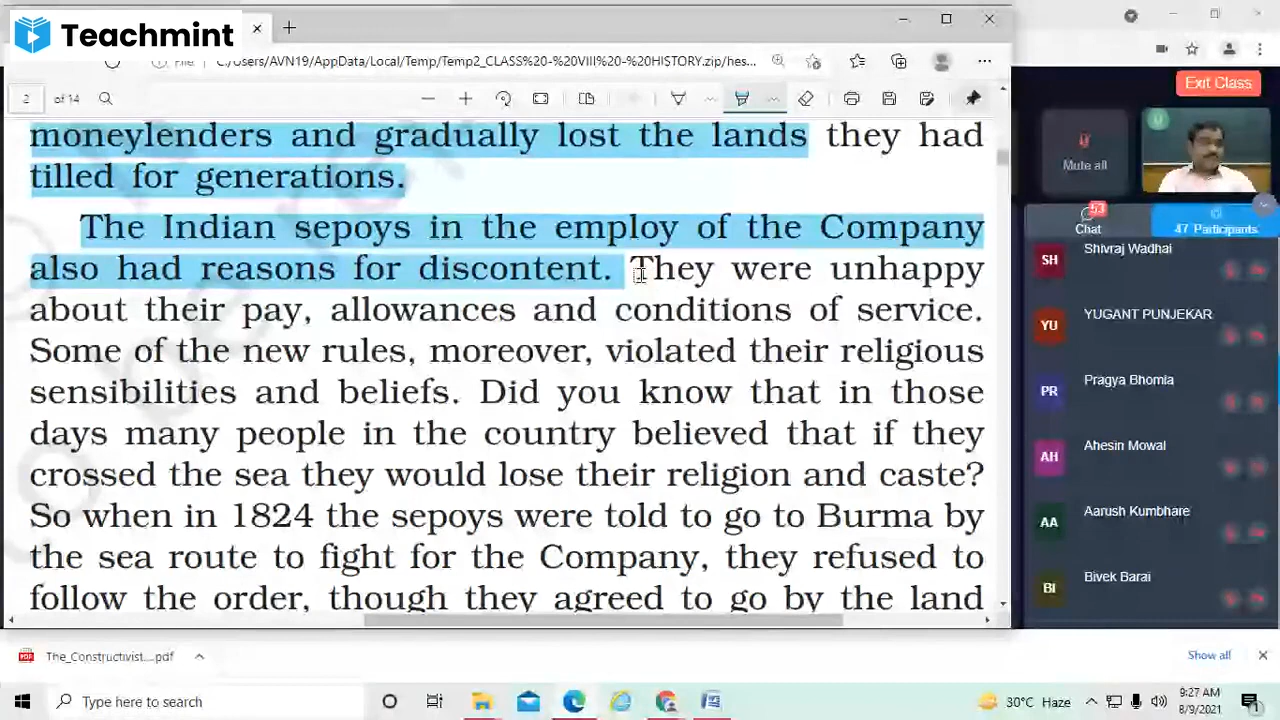 Teachmint
File
C:/Users/AVN19/AppData/Local/Temp/Temp2_CLASS%20-%20VIII%20-%20HISTORY.zip/hes...
2 of 14
moneylenders and gradually lost the lands they had
tilled for generations.
The Indian sepoys in the employ of the Company
also had reasons for discontent. They were unhappy
about their pay, allowances and conditions of service.
Some of the new rules, moreover, violated their religious
sensibilities and beliefs. Did you know that in those
days many people in the country believed that if they
crossed the sea they would lose their religion and caste?
So when in 1824 the sepoys were told to go to Burma by
the sea route to fight for the Company, they refused to
follow the order, though they agreed to go by the land
Exit Class
Mute all
53
Chat
47 Participants
SH Shivraj Wadhai
YU YUGANT PUNJEKAR
PR Pragya Bhomla
AH Ahesin Mowal
AA Aarush Kumbhare
BI Bivek Barai
The_Constructivist....pdf
Show all
Type here to search
30°C Haze
9:27 AM
8/9/2021